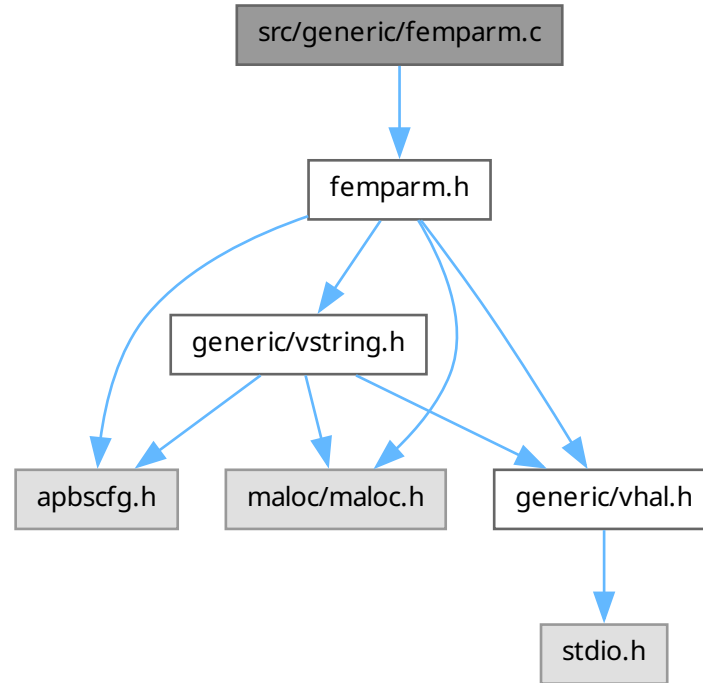 src/generic/femparm.c
femparm.h
generic/vstring.h
apbscfg.h
maloc/maloc.h
generic/vhal.h
stdio.h